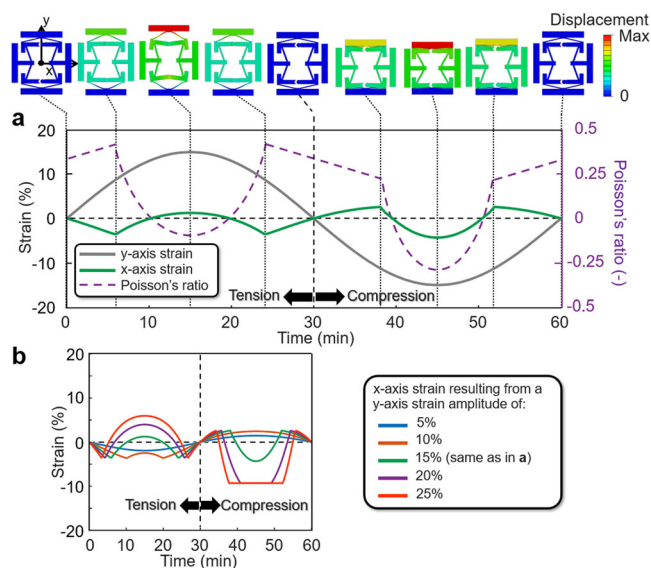 Displacement
Max
0
y
x
a
20
10
0
-10
-20
Strain (%)
0.5
0.25
0
-0.25
-0.5
Poisson's ratio (-)
y-axis strain
x-axis strain
Poisson's ratio
Tension
Compression
0
10
20
30
40
50
60
Time (min)
b
20
10
0
-10
-20
Strain (%)
Tension
Compression
0
10
20
30
40
50
60
Time (min)
x-axis strain resulting from a
y-axis strain amplitude of:
5%
10%
15% (same as in a)
20%
25%